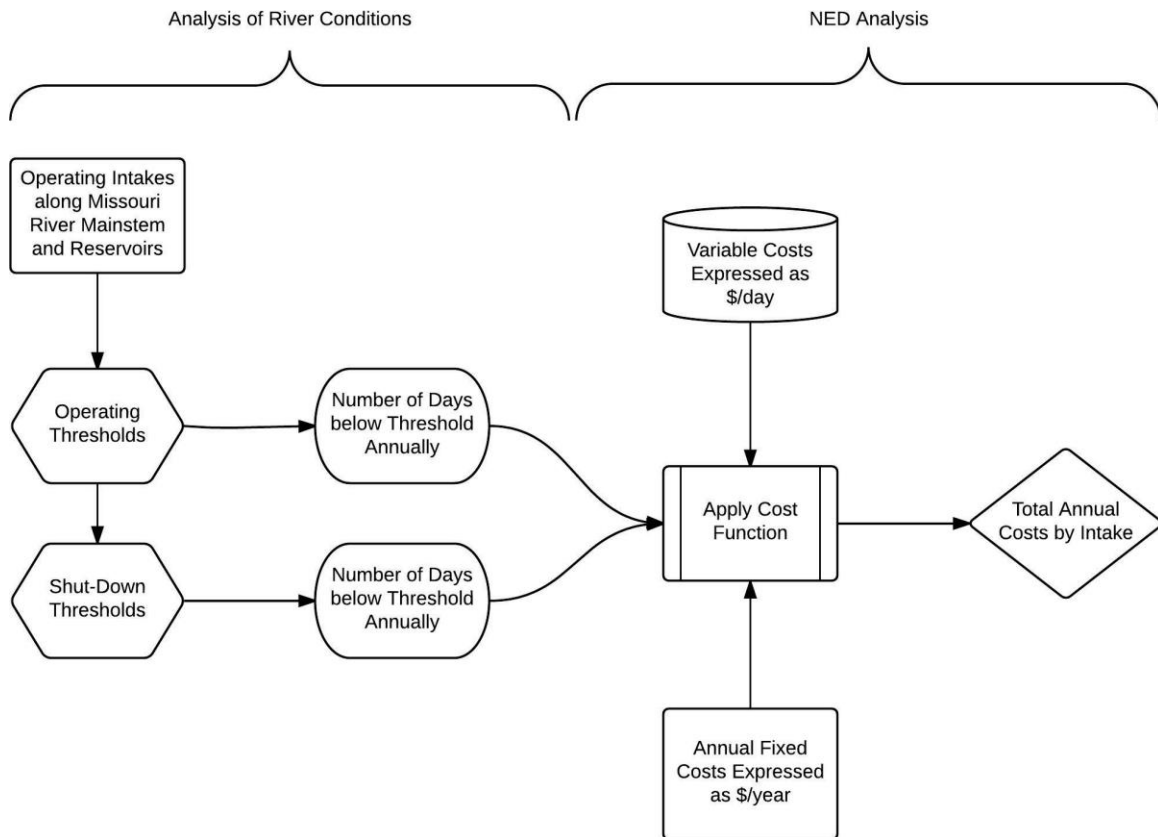 Analysis of River Conditions
NED Analysis
Operating Intakes
along Missouri
River Mainstem
and Reservoirs
Variable Costs
Expressed as
$/day
Operating
Thresholds
Number of Days
below Threshold
Annually
Apply Cost
Function
Total Annual
Costs by Intake
Shut-Down
Thresholds
Number of Days
below Threshold
Annually
Annual Fixed
Costs Expressed
as $/year